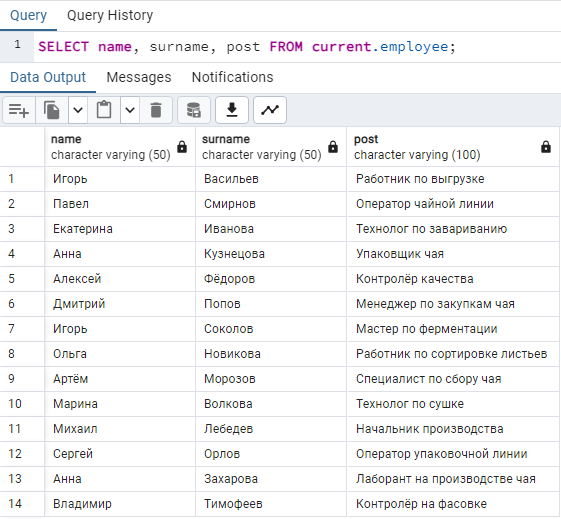 Query Query History
1 SELECT name, surname, post FROM current.employee;
Data Output Messages Notifications
name surname post
character varying (50) character varying (50) character varying (100)
1 Игорь Васильев Работник по выгрузке
2 Павел Смирнов Оператор чайной линии
3 Екатерина Иванова Технолог по завариванию
4 Анна Кузнецова Упаковщик чая
5 Алексей Фёдоров Контролёр качества
6 Дмитрий Попов Менеджер по закупкам чая
7 Игорь Соколов Мастер по ферментации
8 Ольга Новикова Работник по сортировке листьев
9 Артём Морозов Специалист по сбору чая
10 Марина Волкова Технолог по сушке
11 Михаил Лебедев Начальник производства
12 Сергей Орлов Оператор упаковочной линии
13 Анна Захарова Лаборант на производстве чая
14 Владимир Тимофеев Контролёр на фасовке